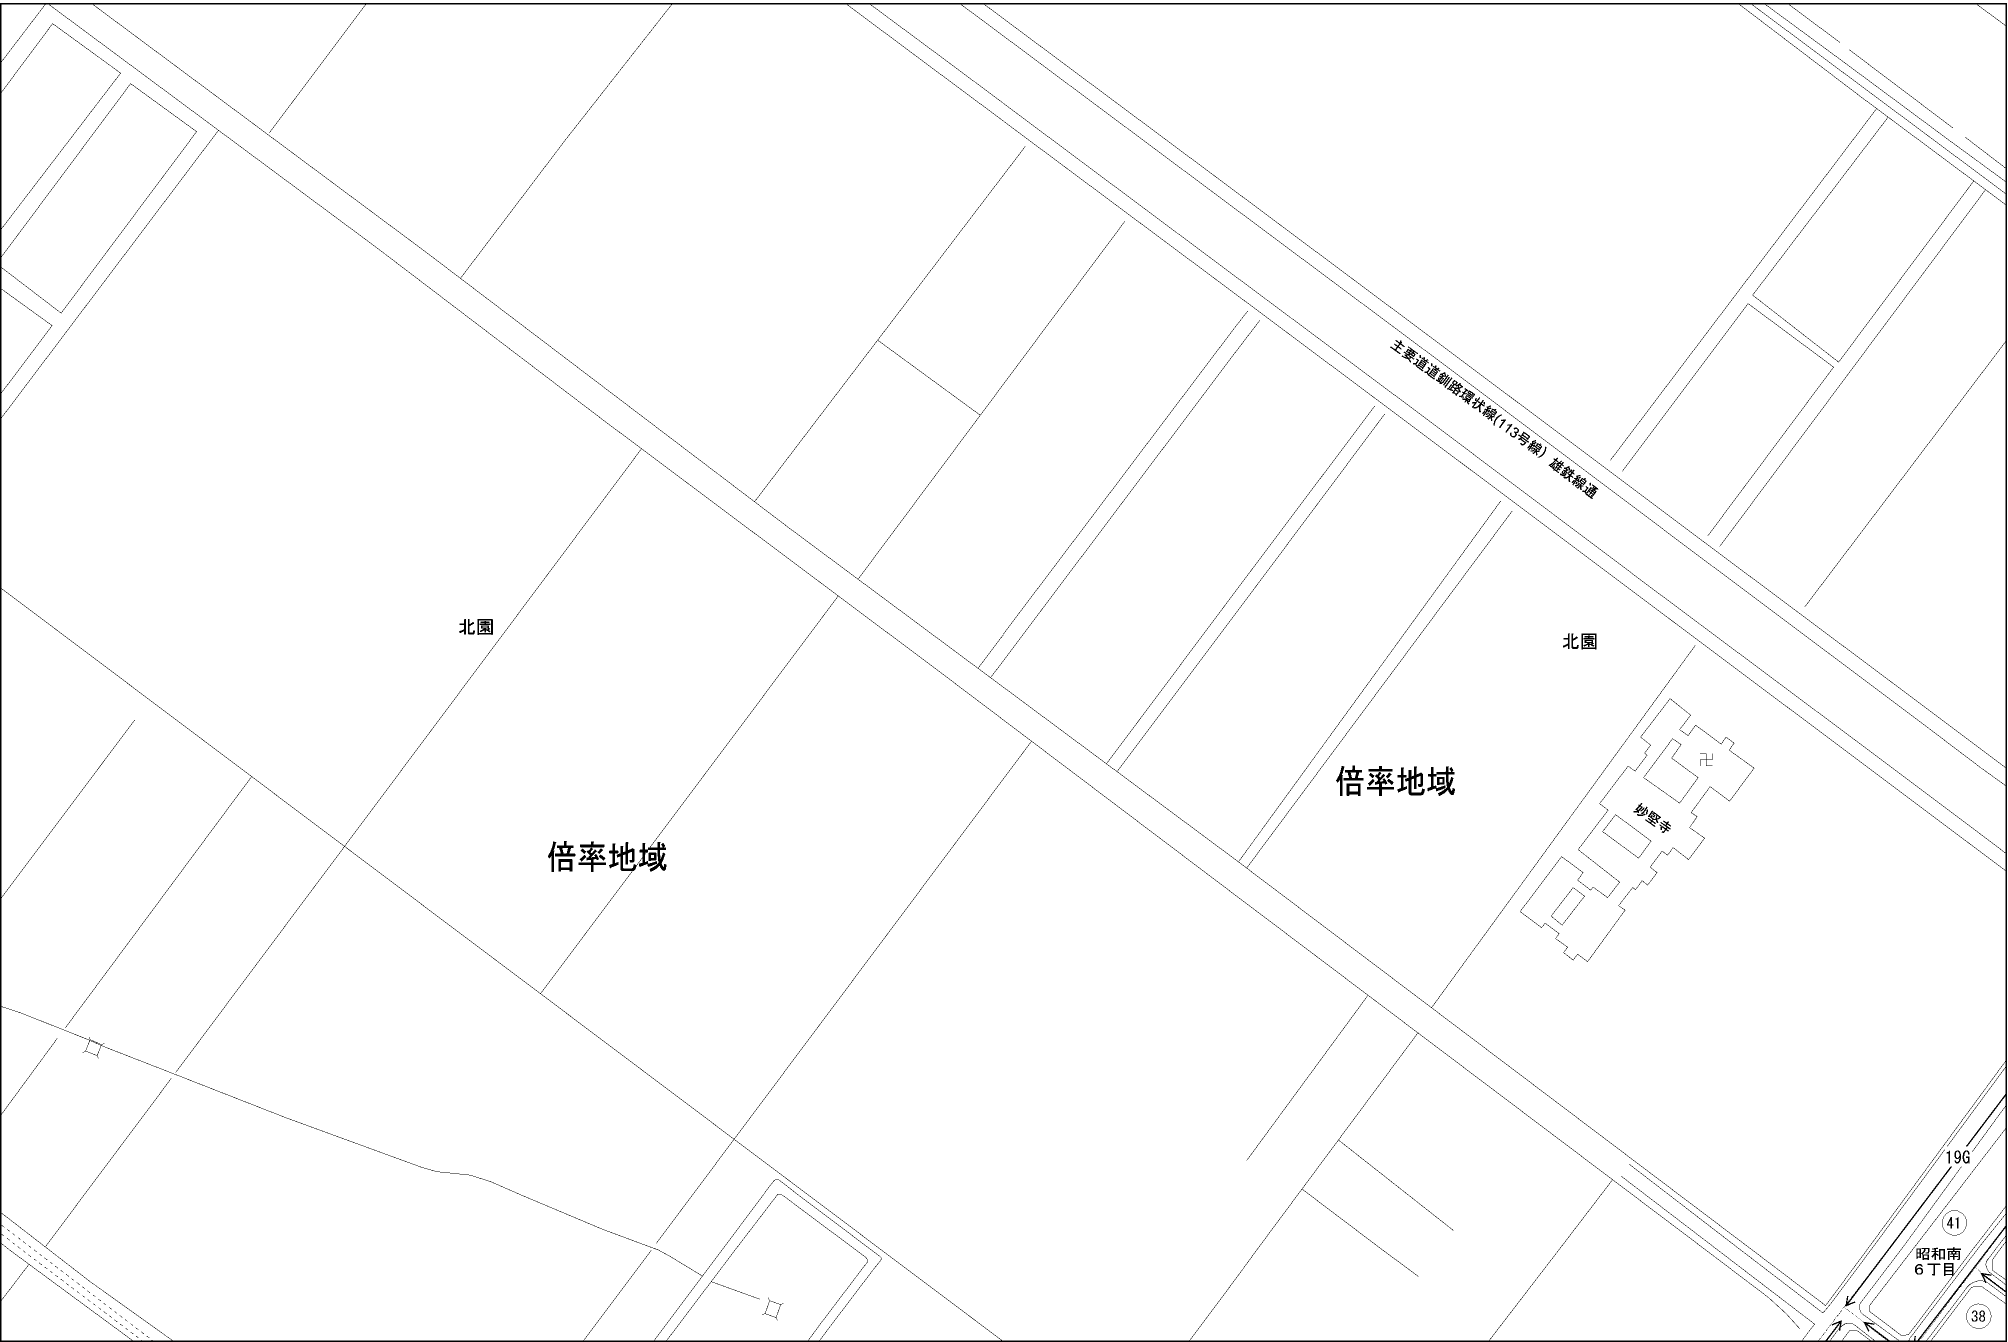 主要道道釧路環状線(113号線) 雄鉄線通
北園
北園
倍率地域
倍率地域
卍
妙堅寺
19G
41
昭和南
6丁目
38